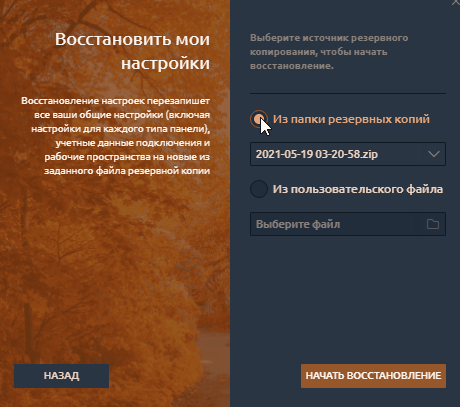 Восстановить мои
настройки
Восстановление настроек перезапишет
все ваши общие настройки (включая
настройки для каждого типа панели),
учетные данные подключения и
рабочие пространства на новые из
заданного файла резервной копии
НАЗАД
Выберите источник резервного
копирования, чтобы начать
восстановление.
Из папки резервных копий
2021-05-19 03-20-58.zip
Из пользовательского файла
Выберите файл
НАЧАТЬ ВОССТАНОВЛЕНИЕ